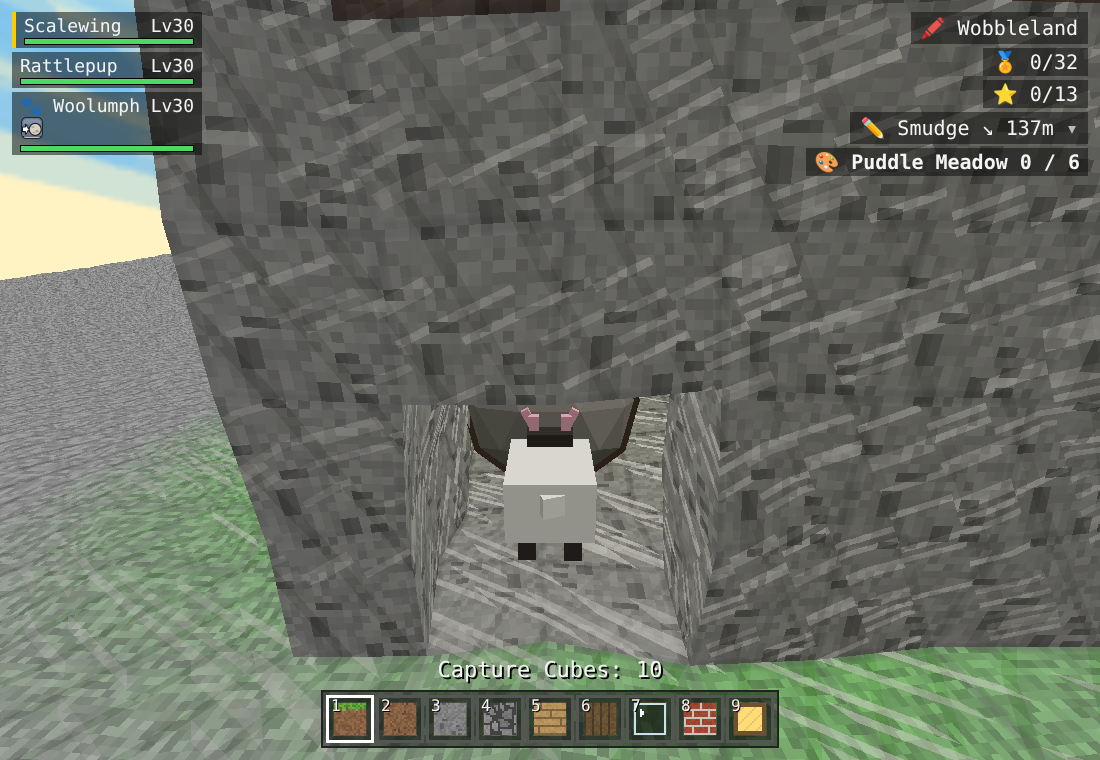 Scalewing Lv30
Rattlepup Lv30
Woolumph Lv30
Wobbleland
0/32
0/13
Smudge ↘ 137m ▾
Puddle Meadow 0 / 6
Capture Cubes: 10
1 2 3 4 5 6 7 8 9